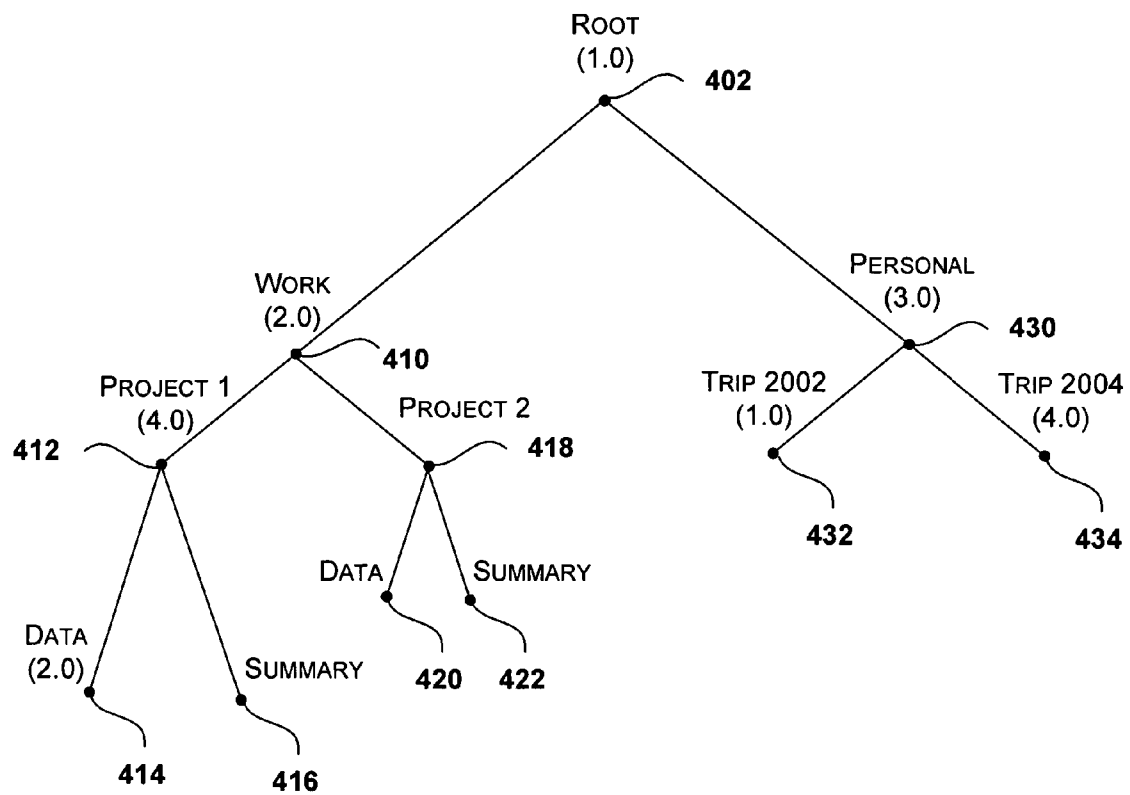 ROOT
(1.0)
402
WORK
(2.0)
410
PERSONAL
(3.0)
430
PROJECT 1
(4.0)
412
PROJECT 2
418
TRIP 2002
(1.0)
432
TRIP 2004
(4.0)
434
DATA
420
SUMMARY
422
DATA
(2.0)
414
SUMMARY
416